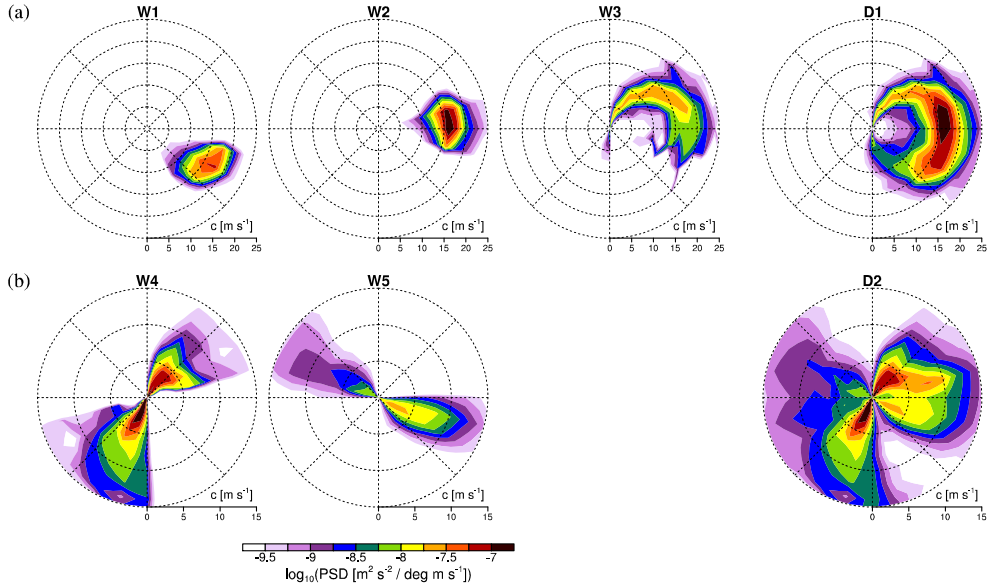 (a)
W1 W2 W3 D1
c [m s⁻¹] c [m s⁻¹] c [m s⁻¹] c [m s⁻¹]
0 5 10 15 20 25 0 5 10 15 20 25 0 5 10 15 20 25 0 5 10 15 20 25
(b)
W4 W5 D2
c [m s⁻¹] c [m s⁻¹] c [m s⁻¹]
0 5 10 15 0 5 10 15 0 5 10 15
−9.5 −9 −8.5 −8 −7.5 −7
log₁₀(PSD [m² s⁻² / deg m s⁻¹])